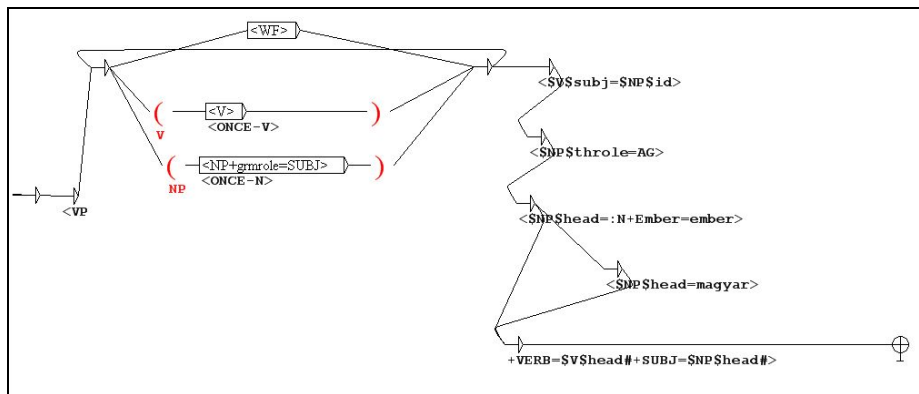 <WF>
<$V$subj=$NP$id>
( <V> )
V <ONCE-V>
<$NP$throle=AG>
( <NP+grmrole=SUBJ> )
NP <ONCE-N>
<VP
<$NP$head=:N+Ember=ember>
<$NP$head=magyar>
+VERB=$V$head#+SUBJ=$NP$head#>